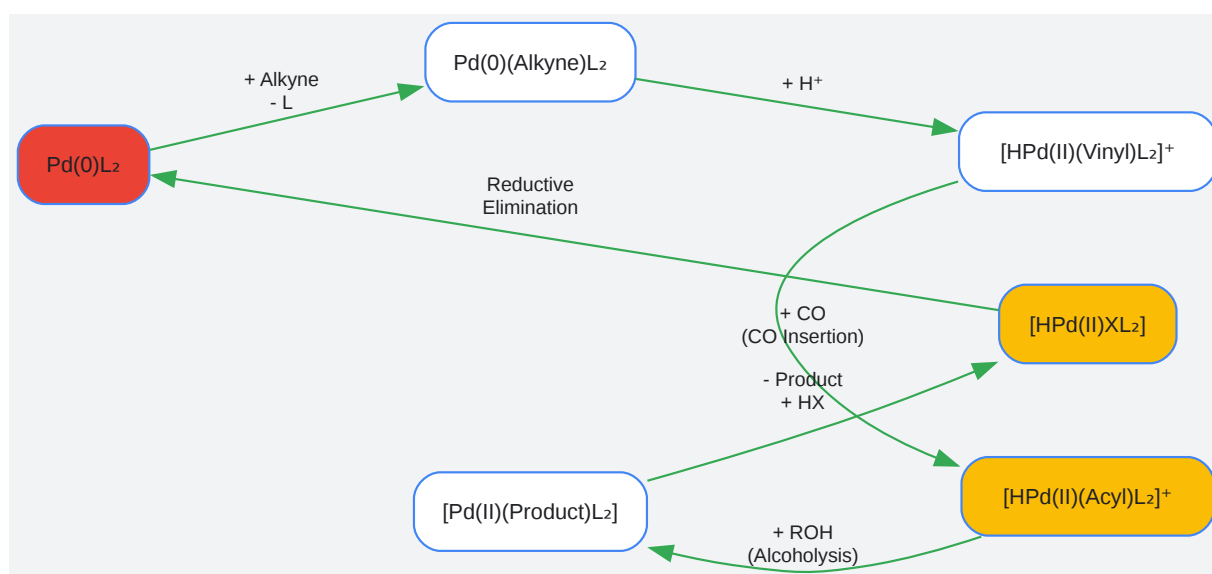 Pd(0)(Alkyne)L₂
+ Alkyne
- L
+ H⁺
Pd(0)L₂
[HPd(II)(Vinyl)L₂]⁺
Reductive
Elimination
+ CO
(CO Insertion)
[HPd(II)XL₂]
- Product
+ HX
[Pd(II)(Product)L₂]
[HPd(II)(Acyl)L₂]⁺
+ ROH
(Alcoholysis)